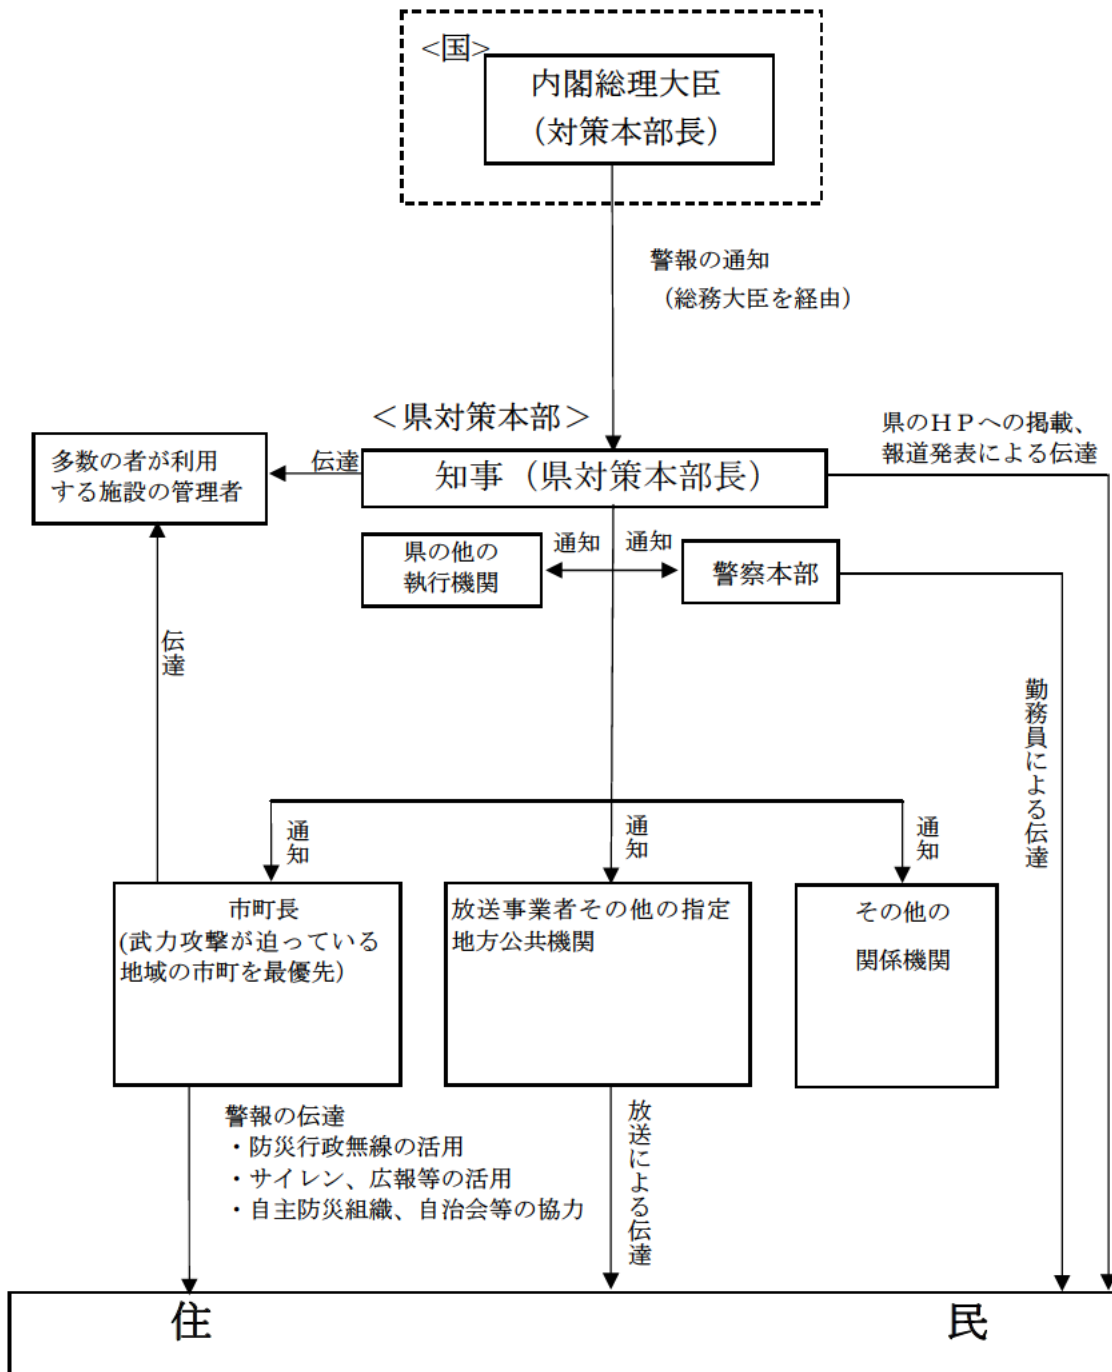 <国>
内閣総理大臣
（対策本部長）
警報の通知
（総務大臣を経由）
＜県対策本部＞
県のＨＰへの掲載、
報道発表による伝達
多数の者が利用
する施設の管理者
伝達
知事（県対策本部長）
県の他の
執行機関
通知
通知
警察本部
伝達
勤務員による伝達
通知
通知
通知
市町長
(武力攻撃が迫っている
地域の市町を最優先）
放送事業者その他の指定
地方公共機関
その他の
関係機関
警報の伝達
・防災行政無線の活用
・サイレン、広報等の活用
・自主防災組織、自治会等の協力
放送による伝達
住民